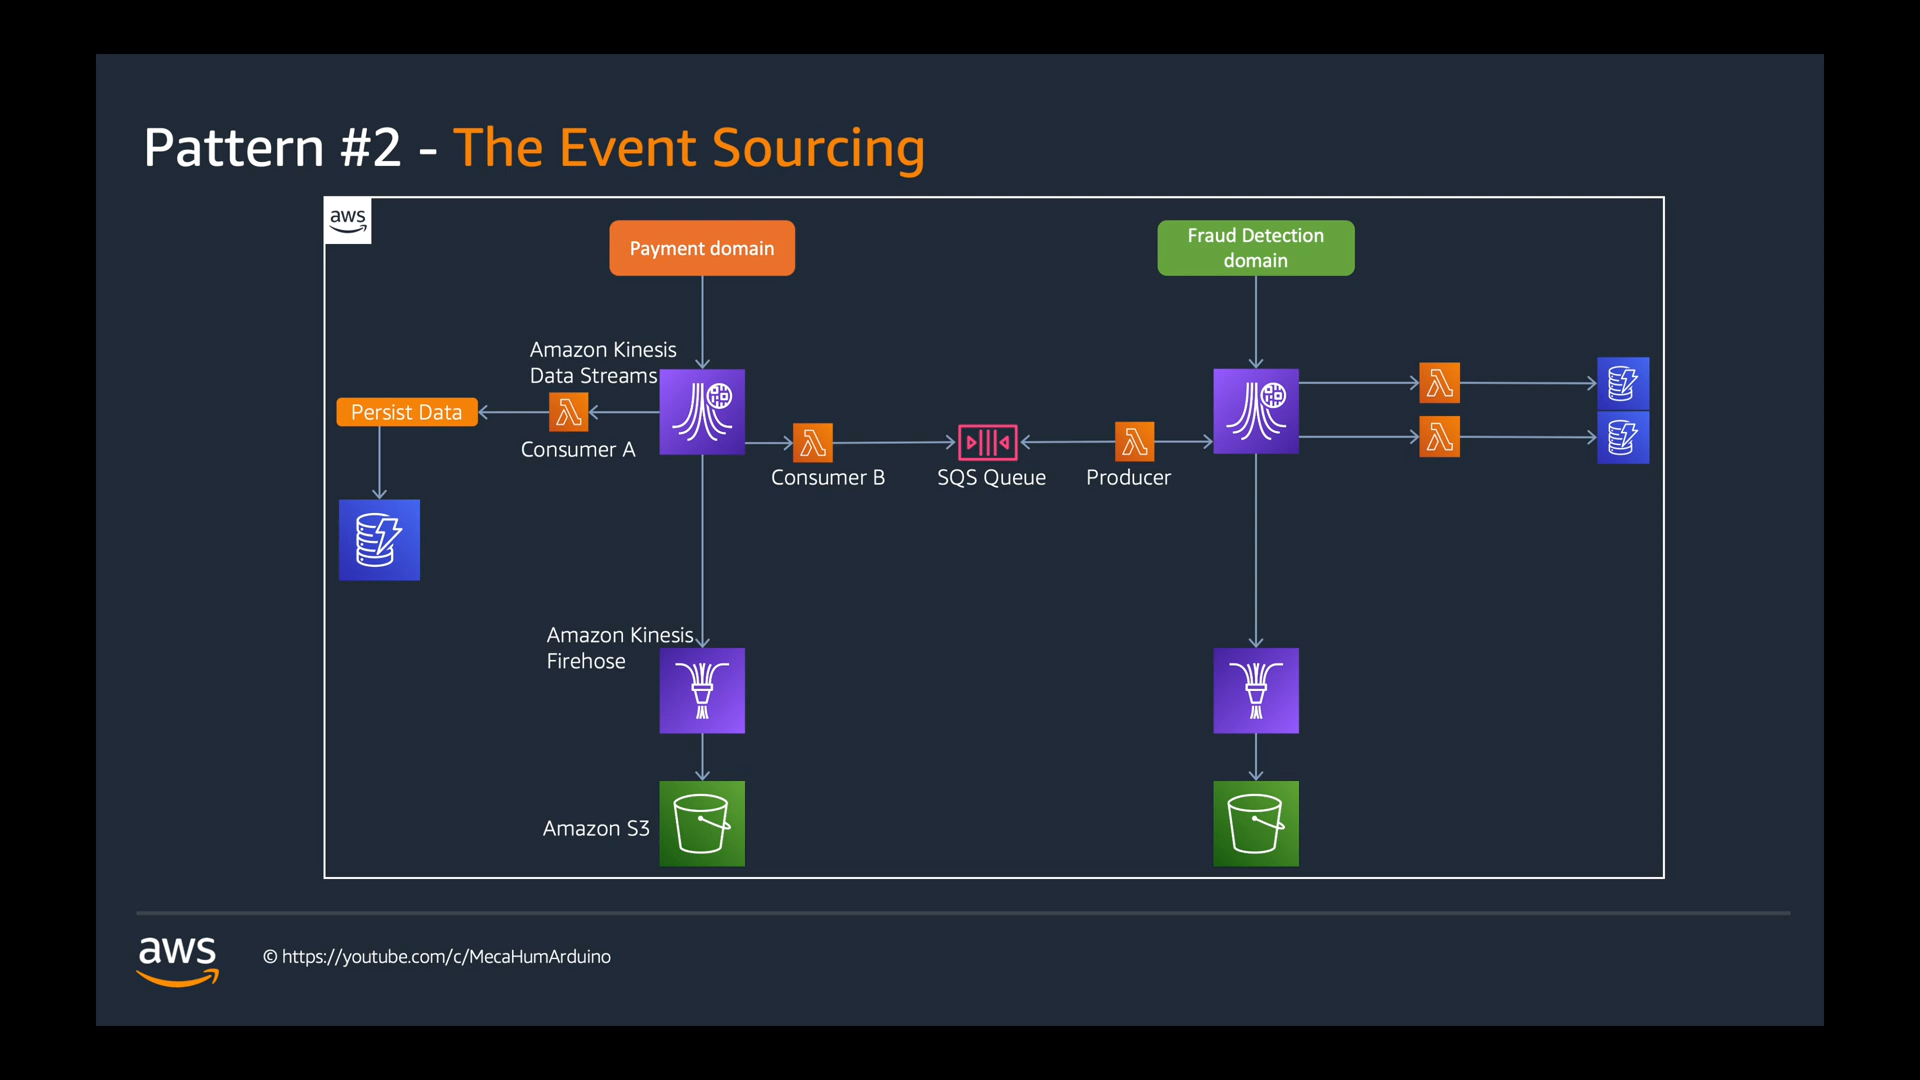 Pattern #2 - The Event Sourcing
aws
Payment domain
Fraud Detection
domain
Amazon Kinesis
Data Streams
Persist Data
Consumer A
Consumer B
SQS Queue
Producer
Amazon Kinesis
Firehose
Amazon S3
aws
© https://youtube.com/c/MecaHumArduino